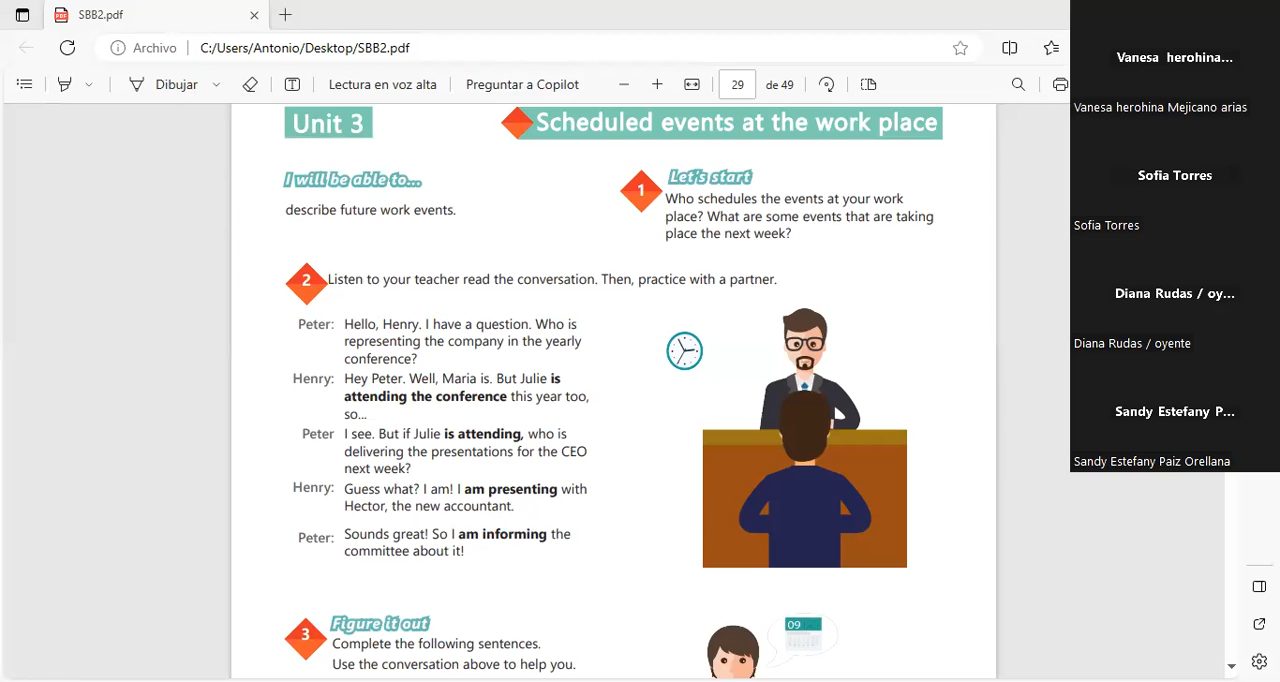 SBB2.pdf
Archivo
C:/Users/Antonio/Desktop/SBB2.pdf
Dibujar
Lectura en voz alta
Preguntar a Copilot
29
de 49
Unit 3
Scheduled events at the work place
I will be able to...
describe future work events.
1
Let's start
Who schedules the events at your work
place? What are some events that are taking
place the next week?
2
Listen to your teacher read the conversation. Then, practice with a partner.
Peter: Hello, Henry. I have a question. Who is
representing the company in the yearly
conference?
Henry: Hey Peter. Well, Maria is. But Julie is
attending the conference this year too,
so...
Peter I see. But if Julie is attending, who is
delivering the presentations for the CEO
next week?
Henry: Guess what? I am! I am presenting with
Hector, the new accountant.
Peter: Sounds great! So I am informing the
committee about it!
3
Figure it out
Complete the following sentences.
Use the conversation above to help you.
09
Vanesa herohina...
Vanesa herohina Mejicano arias
Sofia Torres
Sofia Torres
Diana Rudas / oy...
Diana Rudas / oyente
Sandy Estefany P...
Sandy Estefany Paiz Orellana